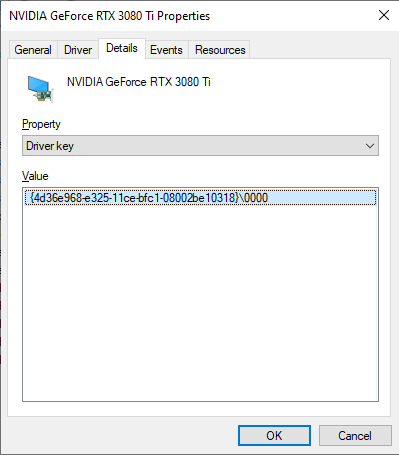 NVIDIA GeForce RTX 3080 Ti Properties
General Driver Details Events Resources
NVIDIA GeForce RTX 3080 Ti
Property
Driver key
Value
{4d36e968-e325-11ce-bfc1-08002be10318}\0000
OK Cancel